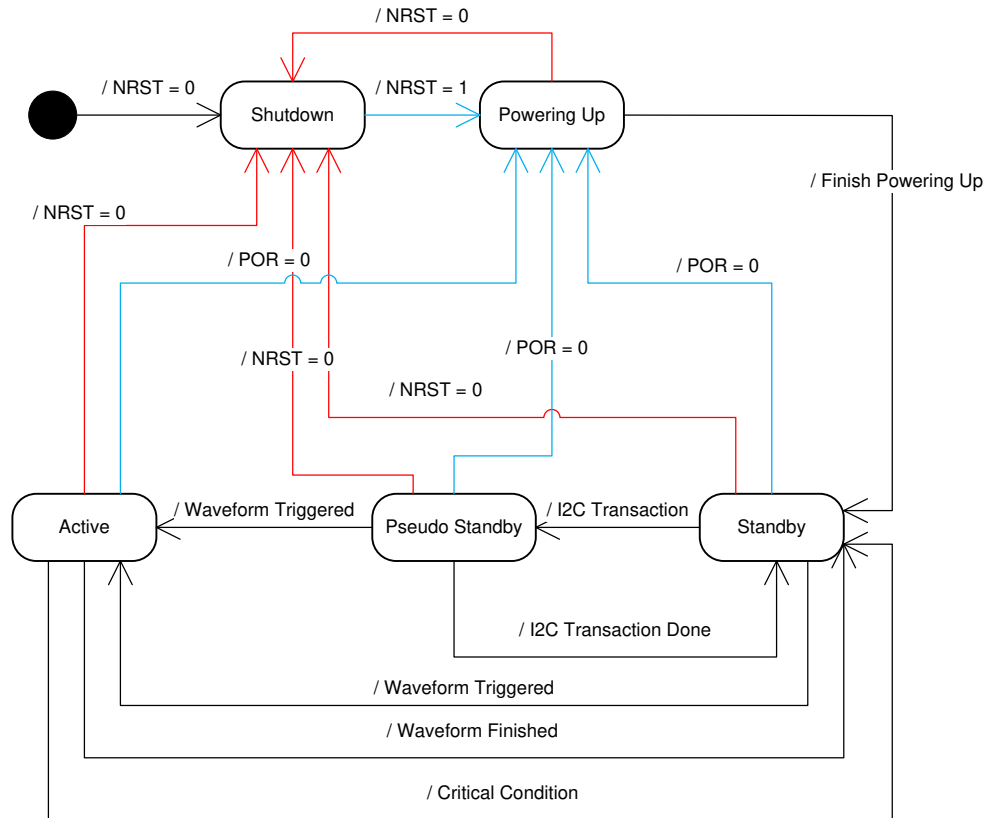 / NRST = 0
/ NRST = 0
/ NRST = 1
Shutdown
Powering Up
/ Finish Powering Up
/ NRST = 0
/ POR = 0
/ POR = 0
/ POR = 0
/ NRST = 0
/ NRST = 0
/ Waveform Triggered
/ I2C Transaction
Active
Pseudo Standby
Standby
/ I2C Transaction Done
/ Waveform Triggered
/ Waveform Finished
/ Critical Condition